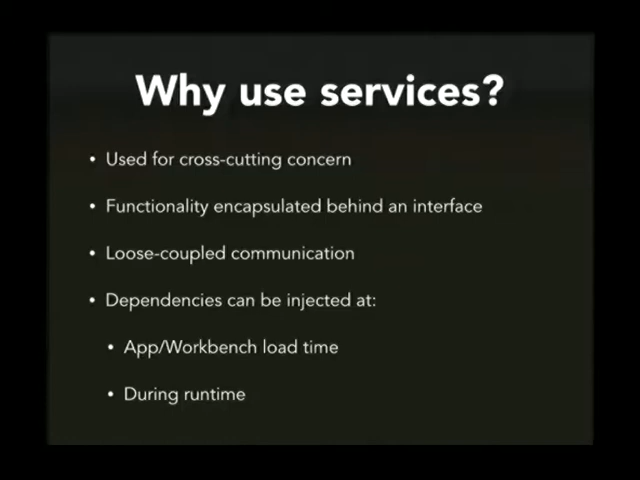 Why use services?
• Used for cross-cutting concern
• Functionality encapsulated behind an interface
• Loose-coupled communication
• Dependencies can be injected at:
• App/Workbench load time
• During runtime